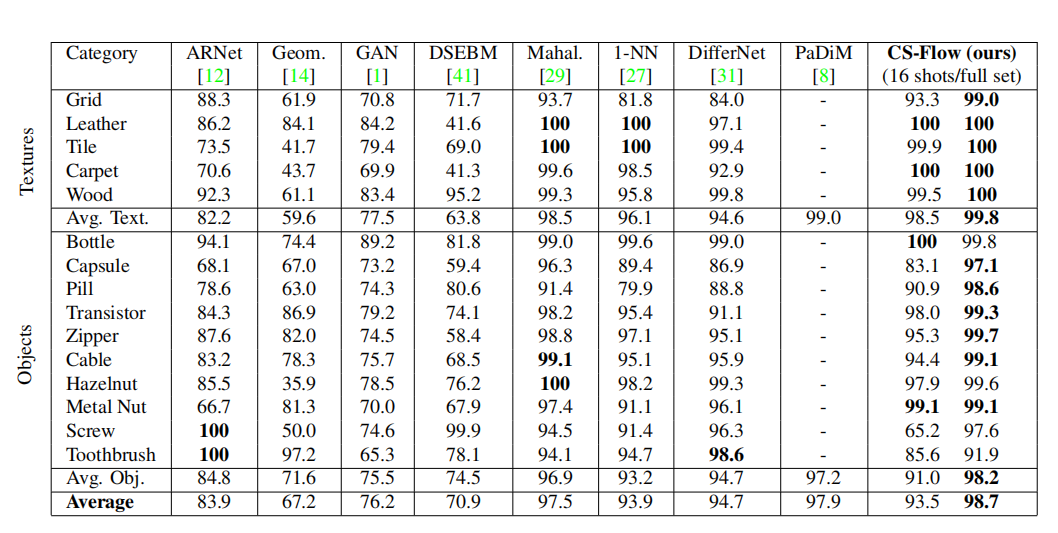 Category ARNet Geom. GAN DSEBM Mahal. 1-NN DifferNet PaDiM CS-Flow (ours)
[12] [14] [1] [41] [29] [27] [31] [8] (16 shots/full set)
Textures
Grid 88.3 61.9 70.8 71.7 93.7 81.8 84.0 - 93.3 99.0
Leather 86.2 84.1 84.2 41.6 100 100 97.1 - 100 100
Tile 73.5 41.7 79.4 69.0 100 100 99.4 - 99.9 100
Carpet 70.6 43.7 69.9 41.3 99.6 98.5 92.9 - 100 100
Wood 92.3 61.1 83.4 95.2 99.3 95.8 99.8 - 99.5 100
Avg. Text. 82.2 59.6 77.5 63.8 98.5 96.1 94.6 99.0 98.5 99.8
Objects
Bottle 94.1 74.4 89.2 81.8 99.0 99.6 99.0 - 100 99.8
Capsule 68.1 67.0 73.2 59.4 96.3 89.4 86.9 - 83.1 97.1
Pill 78.6 63.0 74.3 80.6 91.4 79.9 88.8 - 90.9 98.6
Transistor 84.3 86.9 79.2 74.1 98.2 95.4 91.1 - 98.0 99.3
Zipper 87.6 82.0 74.5 58.4 98.8 97.1 95.1 - 95.3 99.7
Cable 83.2 78.3 75.7 68.5 99.1 95.1 95.9 - 94.4 99.1
Hazelnut 85.5 35.9 78.5 76.2 100 98.2 99.3 - 97.9 99.6
Metal Nut 66.7 81.3 70.0 67.9 97.4 91.1 96.1 - 99.1 99.1
Screw 100 50.0 74.6 99.9 94.5 91.4 96.3 - 65.2 97.6
Toothbrush 100 97.2 65.3 78.1 94.1 94.7 98.6 - 85.6 91.9
Avg. Obj. 84.8 71.6 75.5 74.5 96.9 93.2 94.7 97.2 91.0 98.2
Average 83.9 67.2 76.2 70.9 97.5 93.9 94.7 97.9 93.5 98.7